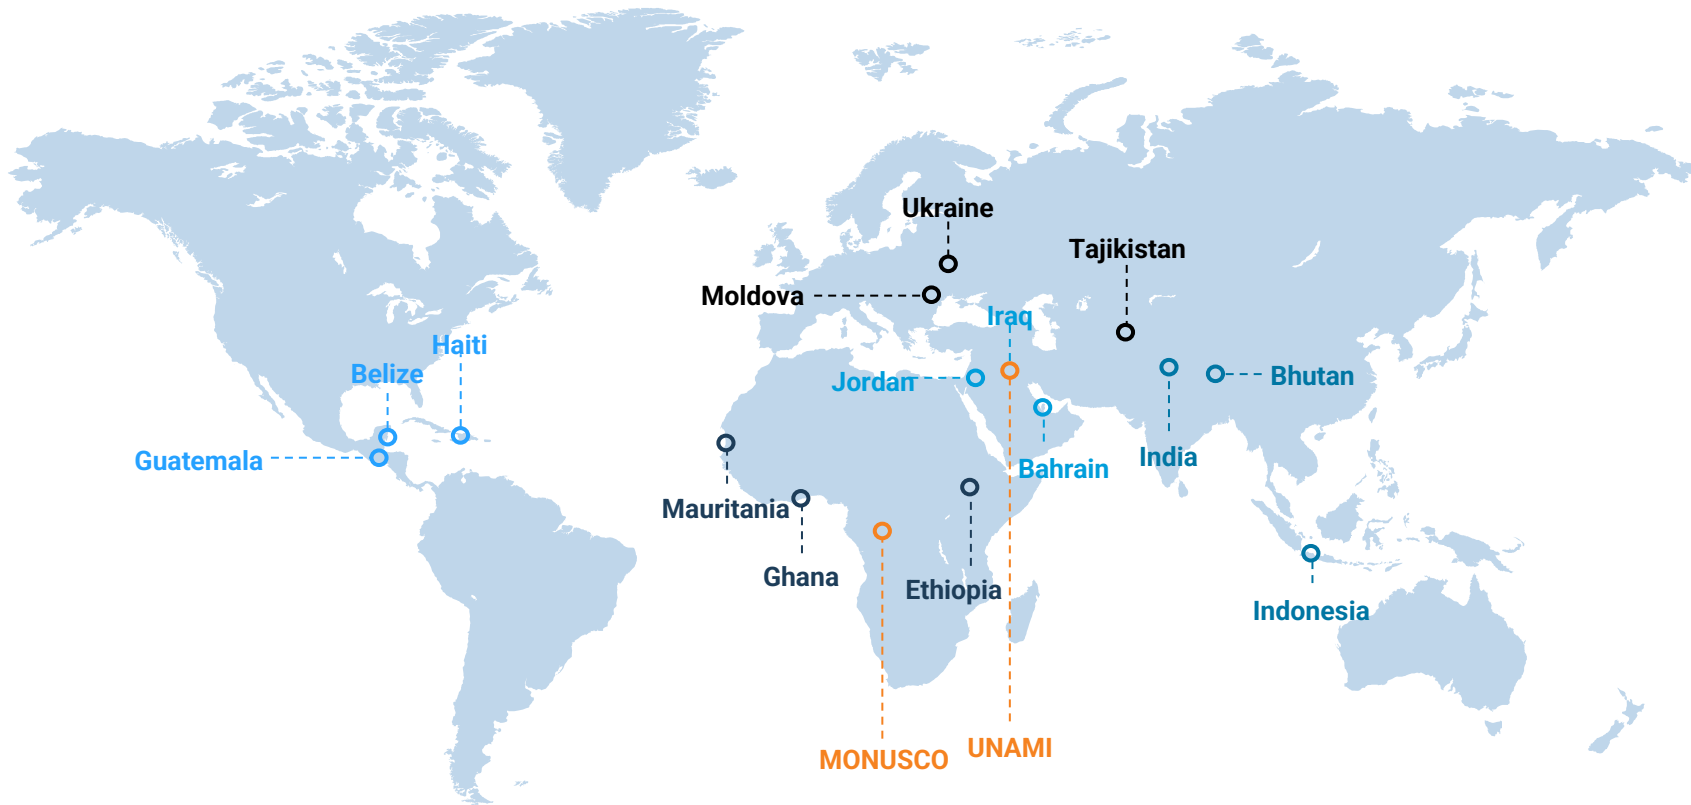 Ukraine
Tajikistan
Moldova
Iraq
Haiti
Belize
Jordan
Bhutan
Guatemala
India
Bahrain
Mauritania
Ghana
Ethiopia
Indonesia
UNAMI
MONUSCO